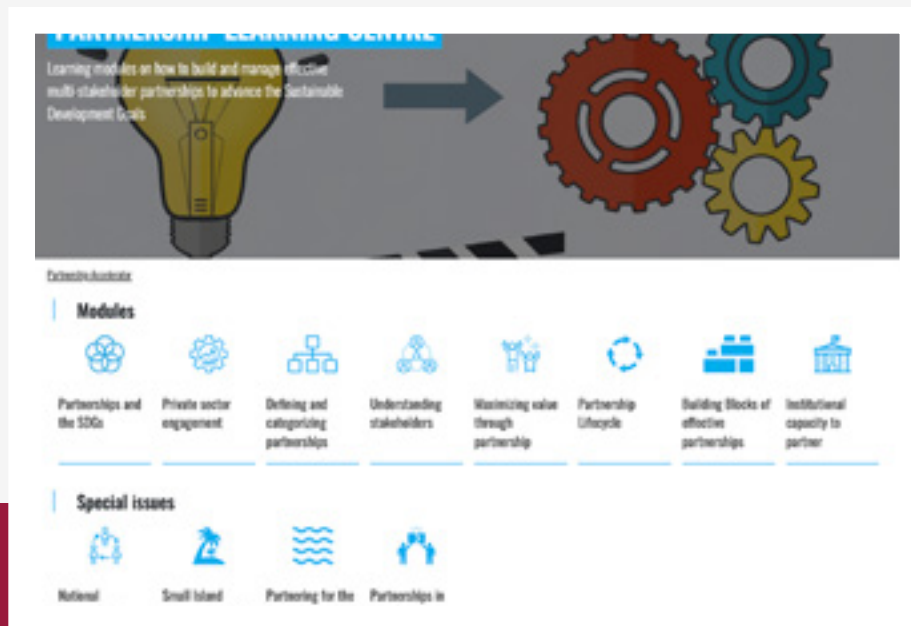 PARTNERSHIP LEARNING CENTRE
Learning modules on how to build and manage effective
multi-stakeholder partnerships to advance the Sustainable
Development Goals
Partnership Accelerator
Modules
Partnerships and
the SDGs
Private sector
engagement
Defining and
categorizing
partnerships
Understanding
stakeholders
Maximizing value
through
partnership
Partnership
Lifecycle
Building Blocks of
effective
partnerships
Institutional
capacity to
partner
Special issues
National
Small Island
Partnering for the
Partnerships in